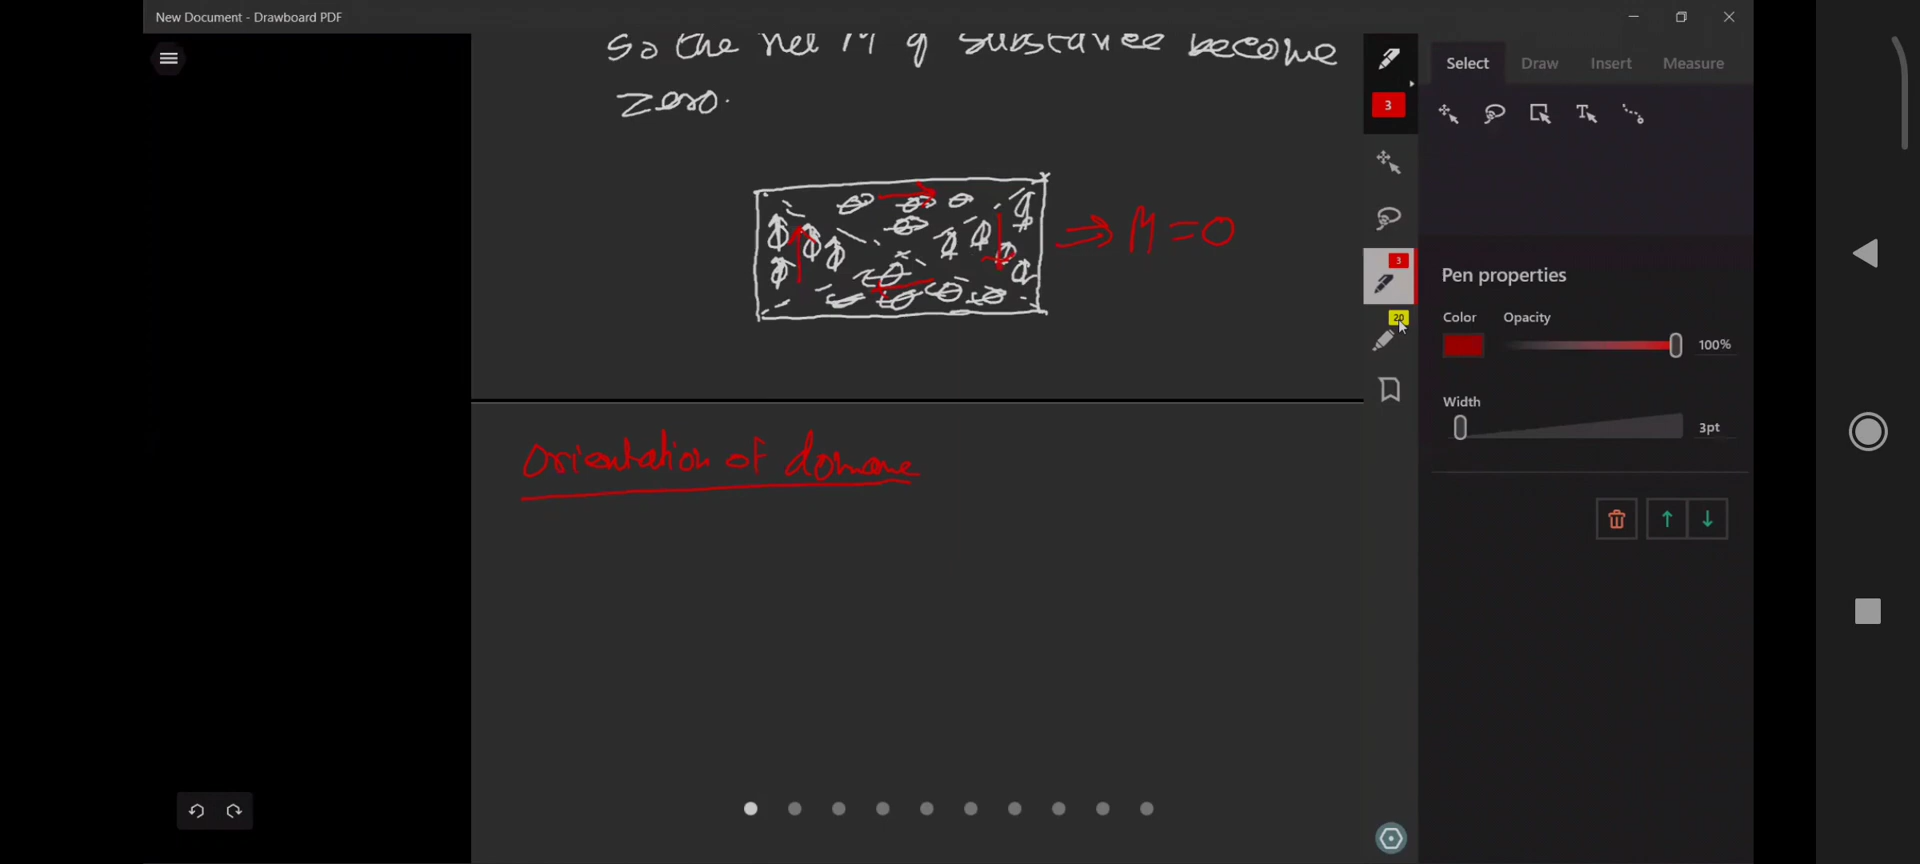 New Document - Drawboard PDF
So the net M of substance become
zero.
⇒ M = 0
Orientation of domane
3
3
20
Select Draw Insert Measure
Pen properties
Color Opacity
100%
Width
3pt